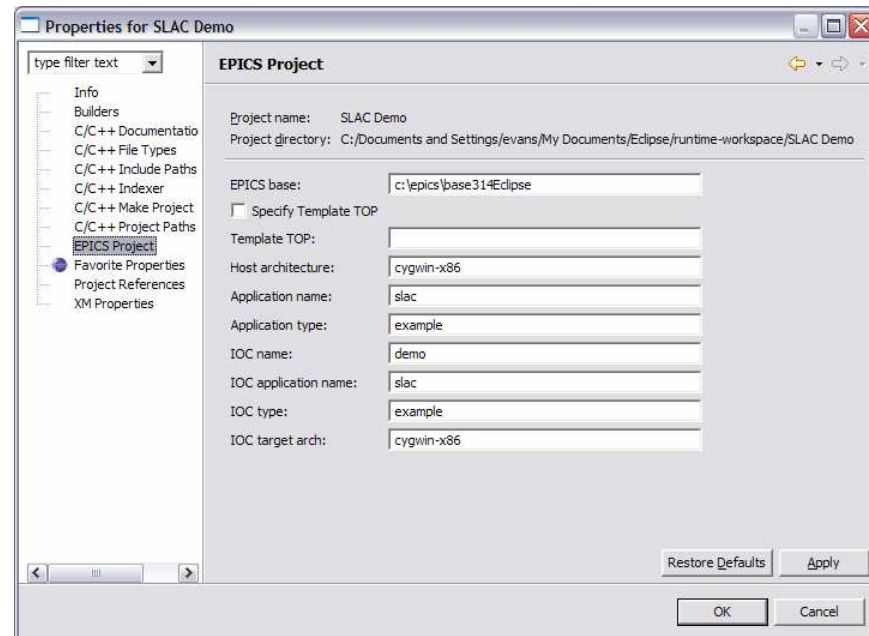 Properties for SLAC Demo
type filter text
Info
Builders
C/C++ Documentatio
C/C++ File Types
C/C++ Include Paths
C/C++ Indexer
C/C++ Make Project
C/C++ Project Paths
EPICS Project
Favorite Properties
Project References
XM Properties
EPICS Project
Project name: SLAC Demo
Project directory: C:/Documents and Settings/evans/My Documents/Eclipse/runtime-workspace/SLAC Demo
EPICS base: c:\epics\base314Eclipse
Specify Template TOP
Template TOP:
Host architecture: cygwin-x86
Application name: slac
Application type: example
IOC name: demo
IOC application name: slac
IOC type: example
IOC target arch: cygwin-x86
Restore Defaults Apply
OK Cancel